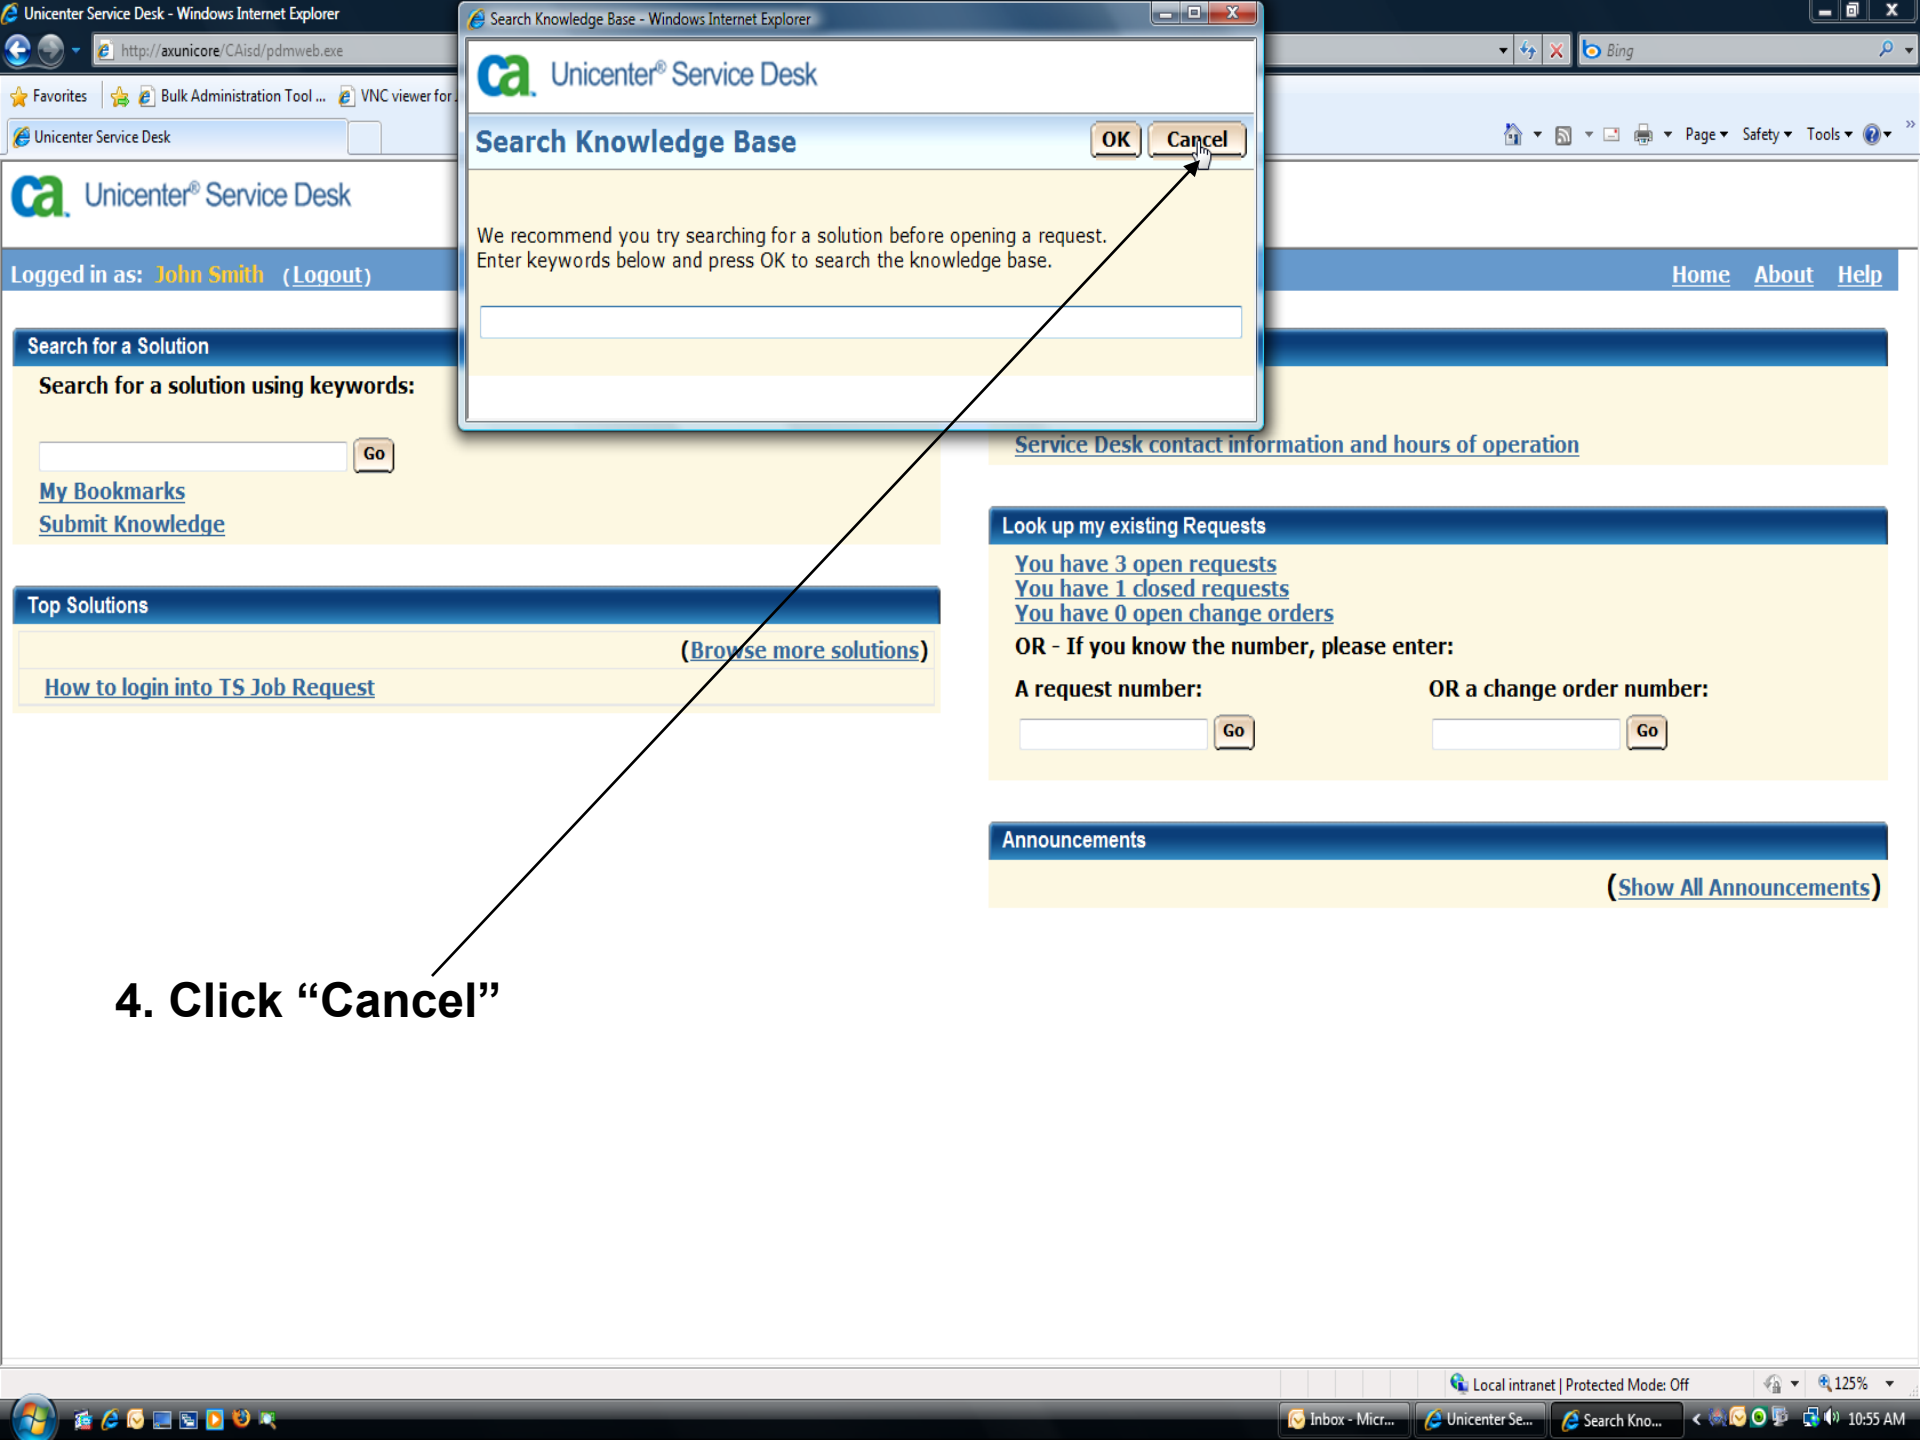 Unicenter Service Desk - Windows Internet Explorer
http://axunicore/CAisd/pdmweb.exe
Bing
Favorites
Bulk Administration Tool ...
VNC viewer for
Unicenter Service Desk
Page
Safety
Tools
Search Knowledge Base - Windows Internet Explorer
ca Unicenter® Service Desk
Search Knowledge Base
OK
Cancel
We recommend you try searching for a solution before opening a request.
Enter keywords below and press OK to search the knowledge base.
ca Unicenter® Service Desk
Logged in as: John Smith (Logout)
Home About Help
Search for a Solution
Search for a solution using keywords:
Go
My Bookmarks
Submit Knowledge
Top Solutions
(Browse more solutions)
How to login into TS Job Request
Service Desk contact information and hours of operation
Look up my existing Requests
You have 3 open requests
You have 1 closed requests
You have 0 open change orders
OR - If you know the number, please enter:
A request number:
OR a change order number:
Go
Go
Announcements
(Show All Announcements)
4. Click “Cancel”
Local intranet | Protected Mode: Off
125%
Inbox - Micr...
Unicenter Se...
Search Kno...
10:55 AM